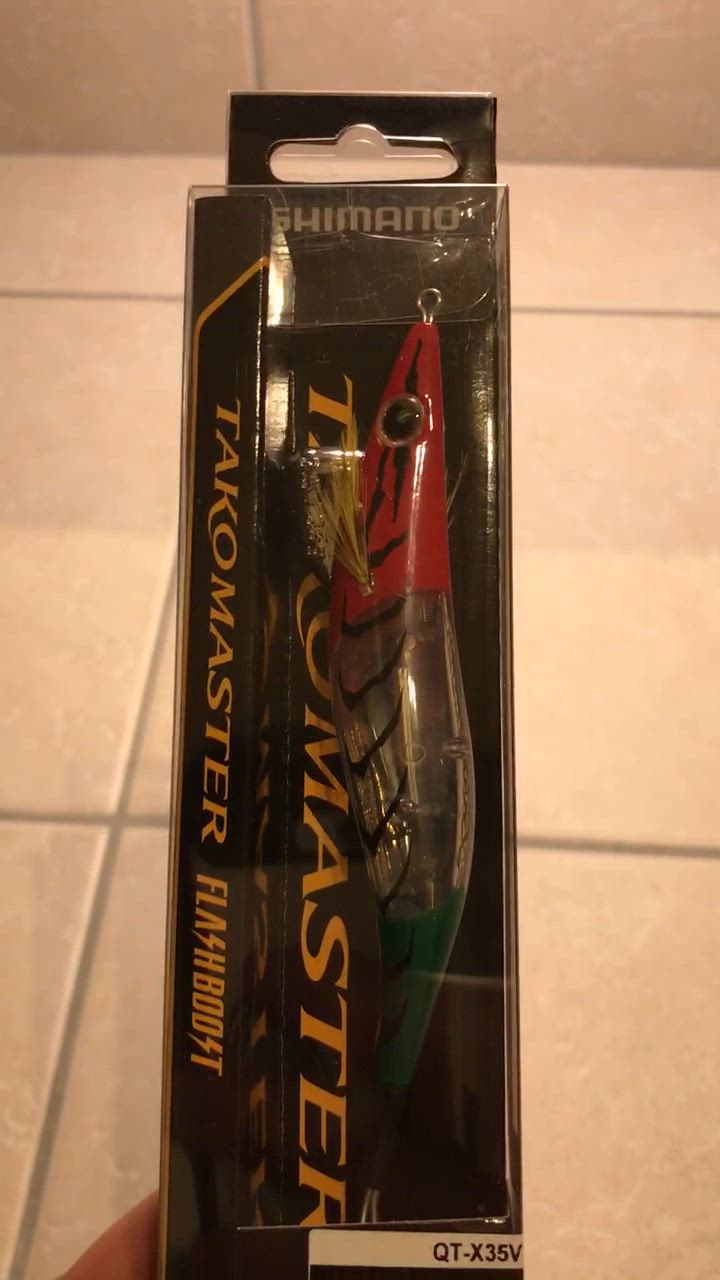 SHIMANO
TAKOMASTER FLASHBOOST
TAKOMASTER
QT-X35V